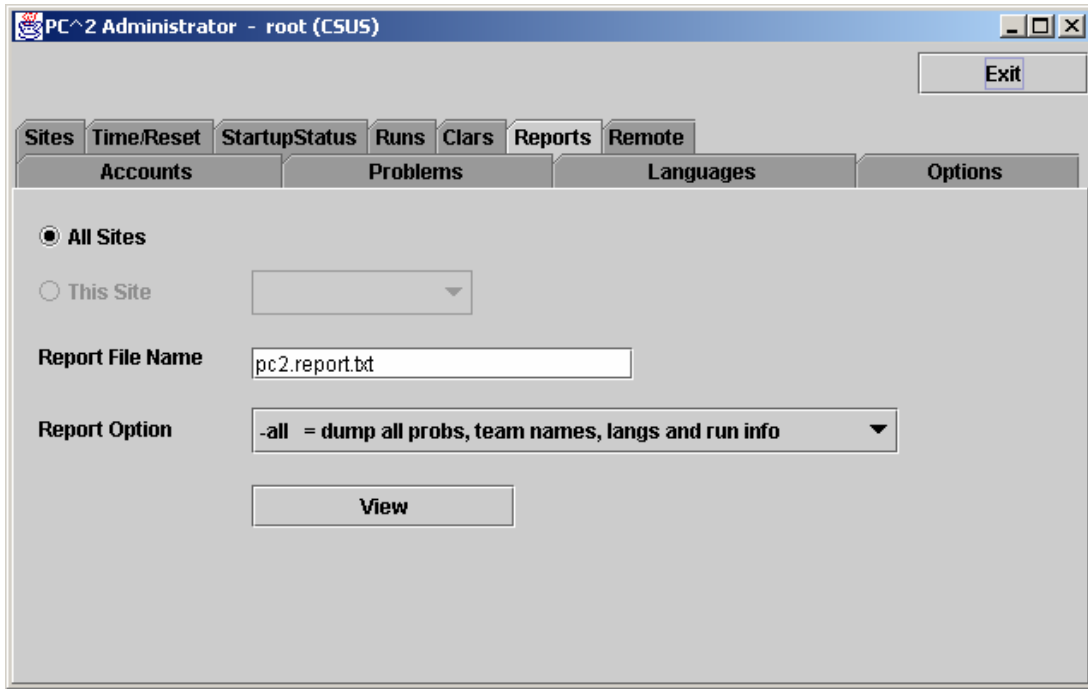 PC^2 Administrator - root (CSUS)
Exit
Sites Time/Reset StartupStatus Runs Clars Reports Remote
Accounts Problems Languages Options
All Sites
This Site
Report File Name pc2.report.txt
Report Option -all = dump all probs, team names, langs and run info
View